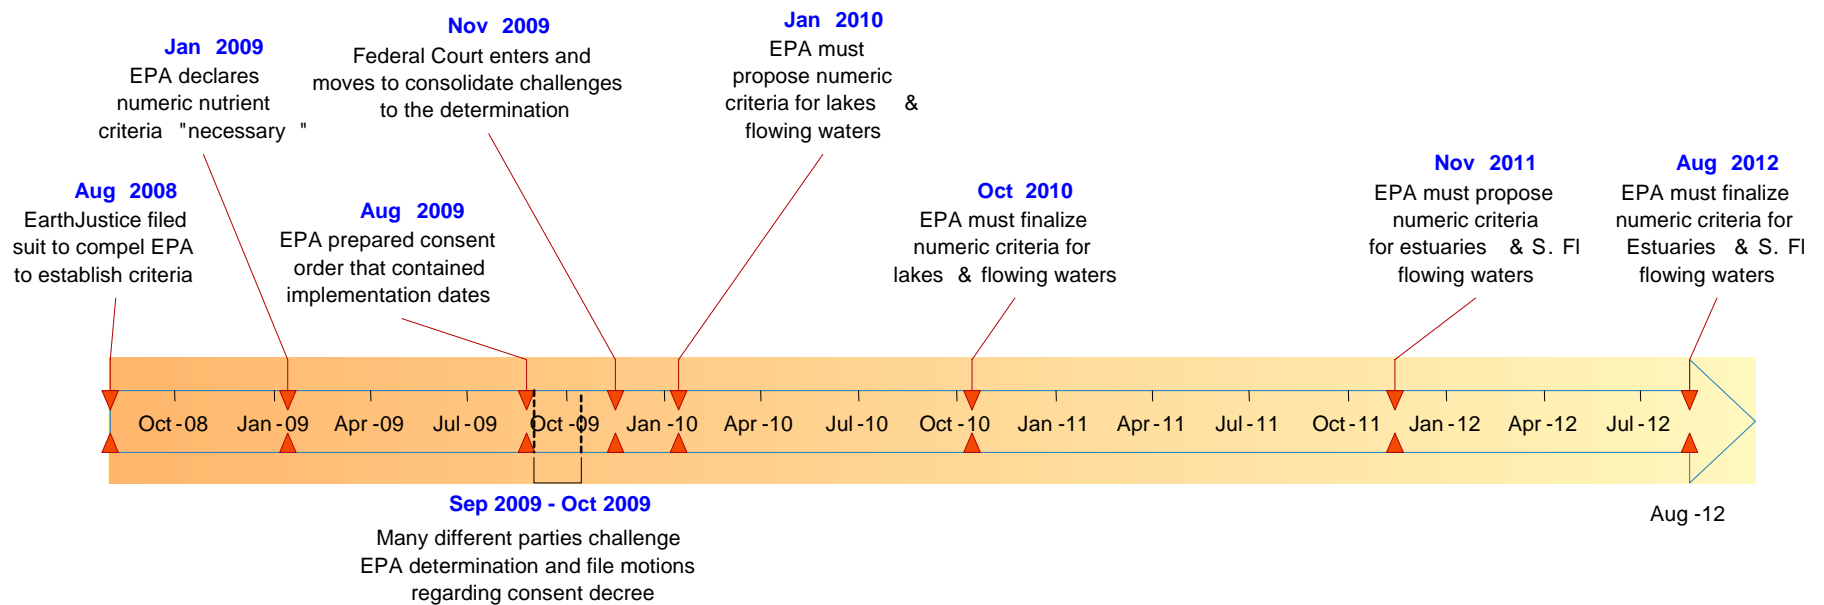 Jan 2009
EPA declares
numeric nutrient
criteria "necessary "
Nov 2009
Federal Court enters and
moves to consolidate challenges
to the determination
Jan 2010
EPA must
propose numeric
criteria for lakes &
flowing waters
Aug 2008
EarthJustice filed
suit to compel EPA
to establish criteria
Aug 2009
EPA prepared consent
order that contained
implementation dates
Oct 2010
EPA must finalize
numeric criteria for
lakes & flowing waters
Nov 2011
EPA must propose
numeric criteria
for estuaries & S. Fl
flowing waters
Aug 2012
EPA must finalize
numeric criteria for
Estuaries & S. Fl
flowing waters
Oct -08 Jan -09 Apr -09 Jul -09 Oct -09 Jan -10 Apr -10 Jul -10 Oct -10 Jan -11 Apr -11 Jul -11 Oct -11 Jan -12 Apr -12 Jul -12
Aug -12
Sep 2009 - Oct 2009
Many different parties challenge
EPA determination and file motions
regarding consent decree